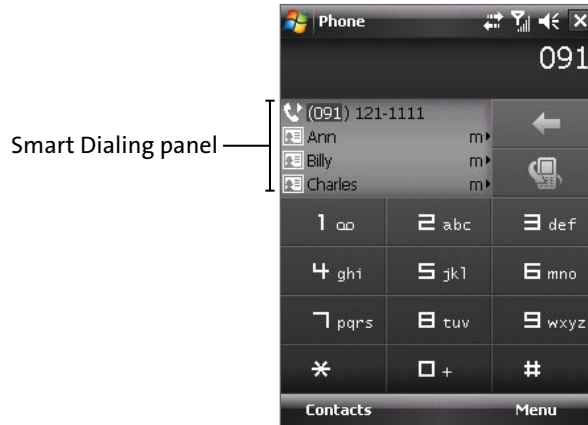 Phone
091
Smart Dialing panel
(091) 121-1111
Ann m
Billy m
Charles m
1
2 abc
3 def
4 ghi
5 jkl
6 mno
7 pqrs
8 tuv
9 wxyz
*
0 +
#
Contacts Menu